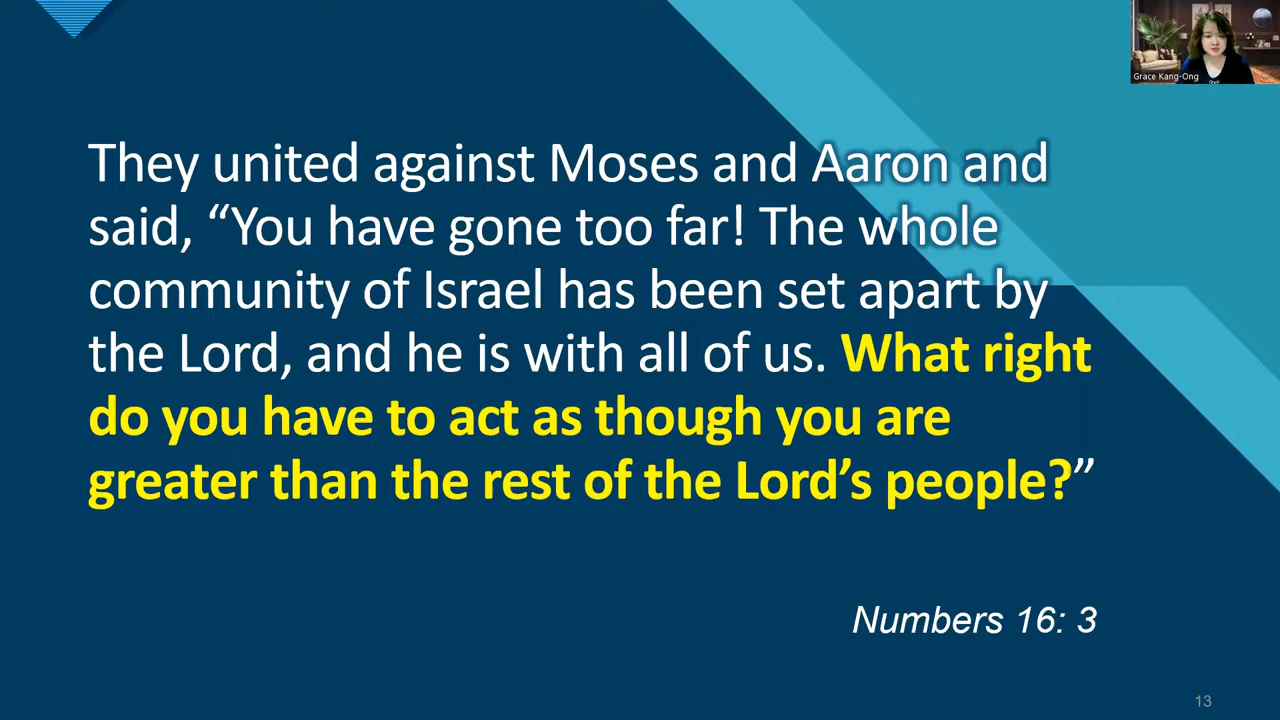 Grace Kang-Ong
They united against Moses and Aaron and
said, “You have gone too far! The whole
community of Israel has been set apart by
the Lord, and he is with all of us. What right
do you have to act as though you are
greater than the rest of the Lord’s people?”
Numbers 16: 3
13